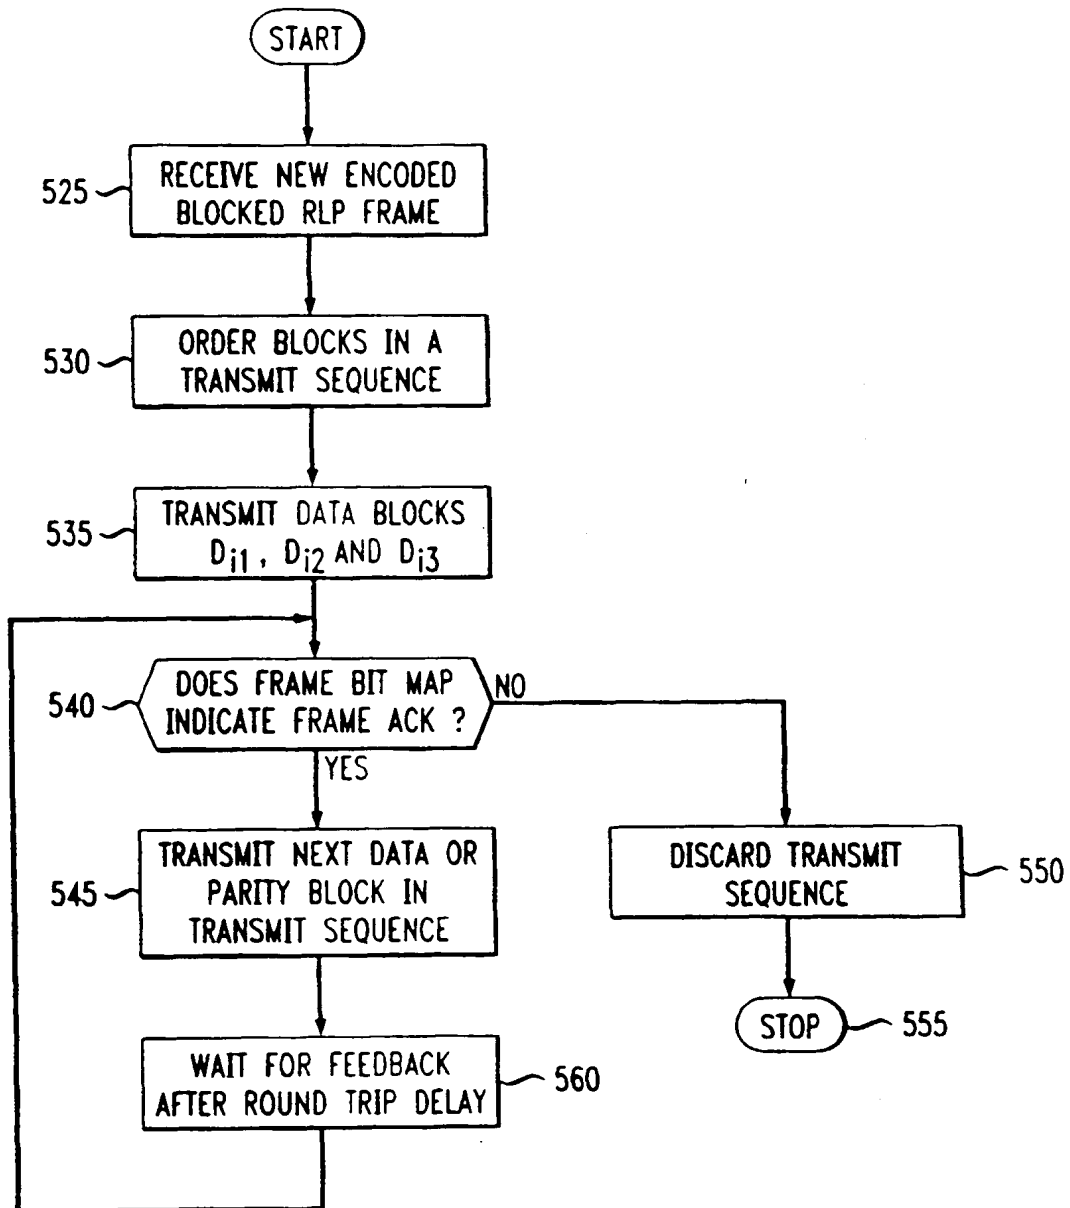 START
525
RECEIVE NEW ENCODED
BLOCKED RLP FRAME
530
ORDER BLOCKS IN A
TRANSMIT SEQUENCE
535
TRANSMIT DATA BLOCKS
Di1 , Di2 AND Di3
540
DOES FRAME BIT MAP
INDICATE FRAME ACK ?
NO
YES
545
TRANSMIT NEXT DATA OR
PARITY BLOCK IN
TRANSMIT SEQUENCE
DISCARD TRANSMIT
SEQUENCE
550
STOP
555
WAIT FOR FEEDBACK
AFTER ROUND TRIP DELAY
560